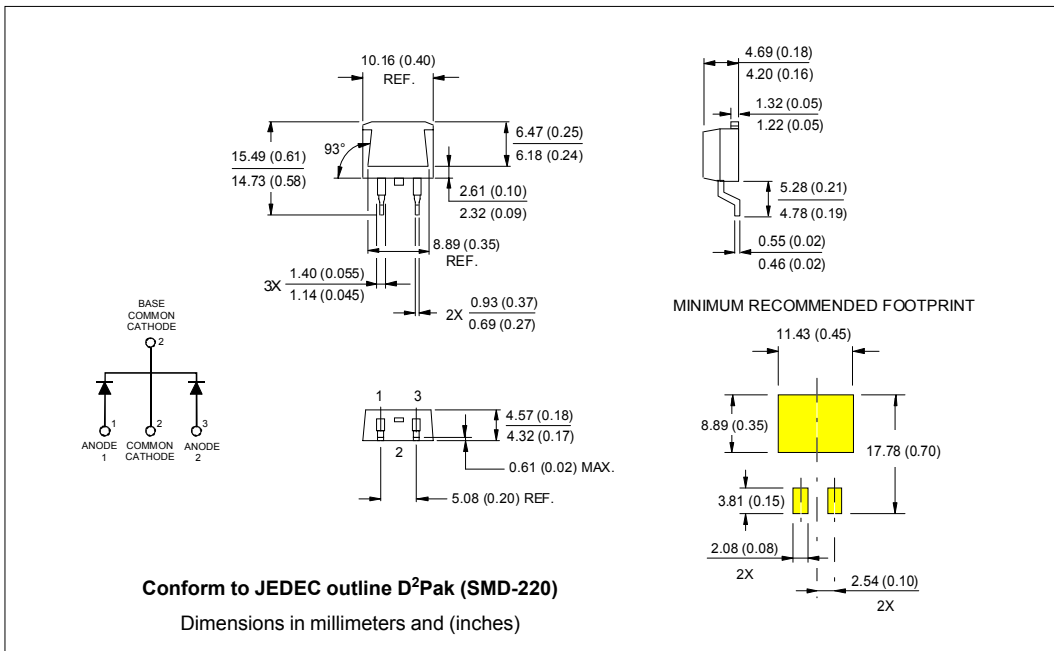 10.16 (0.40)
REF.
4.69 (0.18)
4.20 (0.16)
1.32 (0.05)
1.22 (0.05)
6.47 (0.25)
6.18 (0.24)
93°
15.49 (0.61)
14.73 (0.58)
2.61 (0.10)
2.32 (0.09)
5.28 (0.21)
4.78 (0.19)
8.89 (0.35)
REF.
0.55 (0.02)
0.46 (0.02)
3X 1.40 (0.055)
1.14 (0.045)
2X 0.93 (0.37)
0.69 (0.27)
MINIMUM RECOMMENDED FOOTPRINT
11.43 (0.45)
BASE
COMMON
CATHODE
2
1 2 3
ANODE
1
COMMON
CATHODE
ANODE
2
1 3
4.57 (0.18)
4.32 (0.17)
2
0.61 (0.02) MAX.
5.08 (0.20) REF.
8.89 (0.35)
17.78 (0.70)
3.81 (0.15)
2.08 (0.08)
2X
2.54 (0.10)
2X
Conform to JEDEC outline D²Pak (SMD-220)
Dimensions in millimeters and (inches)